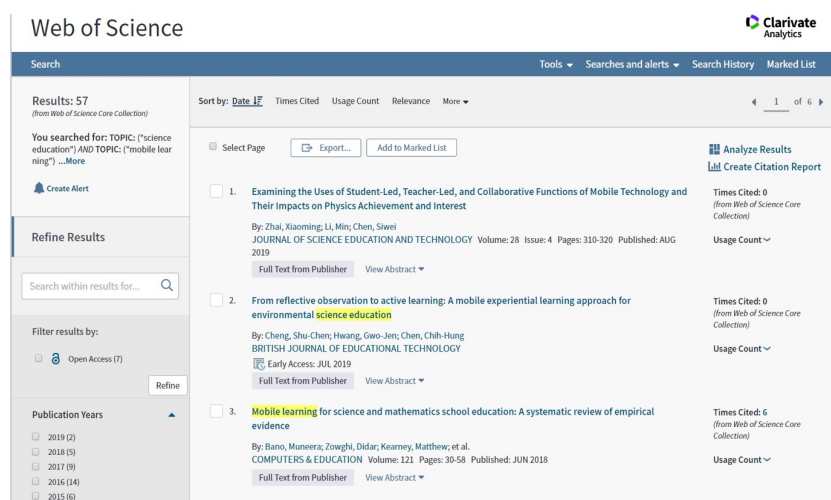 Web of Science
Clarivate
Analytics
Search
Tools
Searches and alerts
Search History
Marked List
Results: 57
(from Web of Science Core Collection)
You searched for: TOPIC: ("science
education") AND TOPIC: ("mobile lear
ning") ...More
Create Alert
Refine Results
Search within results for...
Filter results by:
Open Access (7)
Refine
Publication Years
2019 (2)
2018 (5)
2017 (9)
2016 (14)
2015 (6)
Sort by: Date Times Cited Usage Count Relevance More
1 of 6
Select Page
Export...
Add to Marked List
Analyze Results
Create Citation Report
1. Examining the Uses of Student-Led, Teacher-Led, and Collaborative Functions of Mobile Technology and
Their Impacts on Physics Achievement and Interest
By: Zhai, Xiaoming; Li, Min; Chen, Siwei
JOURNAL OF SCIENCE EDUCATION AND TECHNOLOGY Volume: 28 Issue: 4 Pages: 310-320 Published: AUG
2019
Full Text from Publisher View Abstract
Times Cited: 0
(from Web of Science Core
Collection)
Usage Count
2. From reflective observation to active learning: A mobile experiential learning approach for
environmental science education
By: Cheng, Shu-Chen; Hwang, Gwo-Jen; Chen, Chih-Hung
BRITISH JOURNAL OF EDUCATIONAL TECHNOLOGY
Early Access: JUL 2019
Full Text from Publisher View Abstract
Times Cited: 0
(from Web of Science Core
Collection)
Usage Count
3. Mobile learning for science and mathematics school education: A systematic review of empirical
evidence
By: Bano, Muneera; Zowghi, Didar; Kearney, Matthew; et al.
COMPUTERS & EDUCATION Volume: 121 Pages: 30-58 Published: JUN 2018
Full Text from Publisher View Abstract
Times Cited: 6
(from Web of Science Core
Collection)
Usage Count